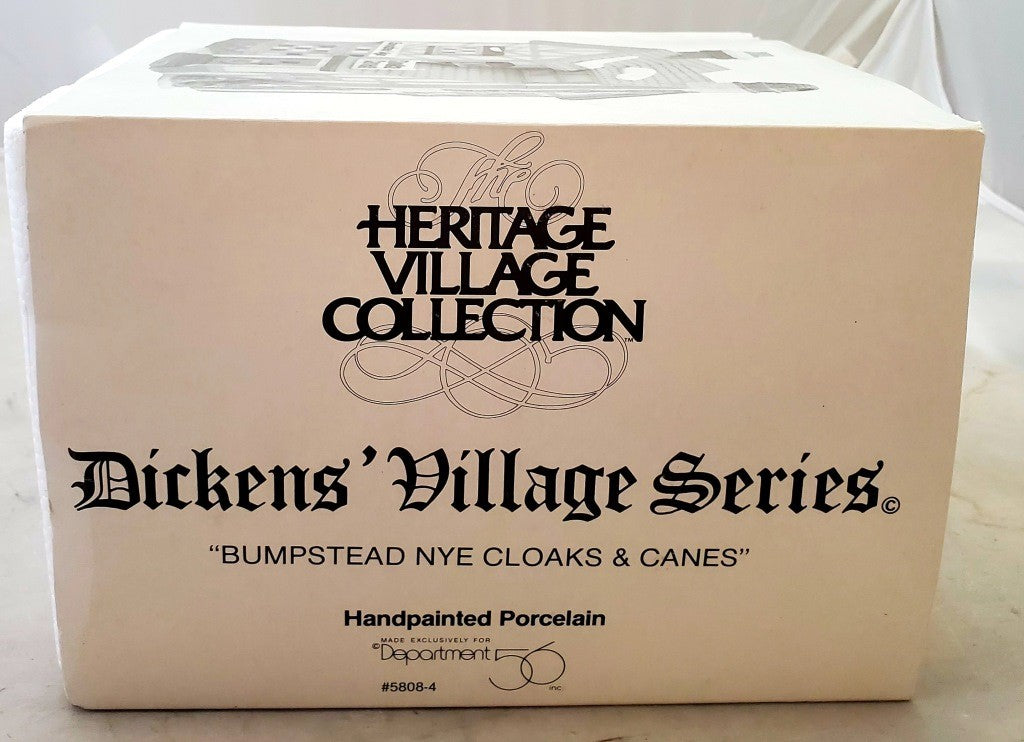 The
HERITAGE
VILLAGE
COLLECTION™
Dickens' Village Series©
“BUMPSTEAD NYE CLOAKS & CANES”
Handpainted Porcelain
MADE EXCLUSIVELY FOR
©Department 56 inc.
#5808-4